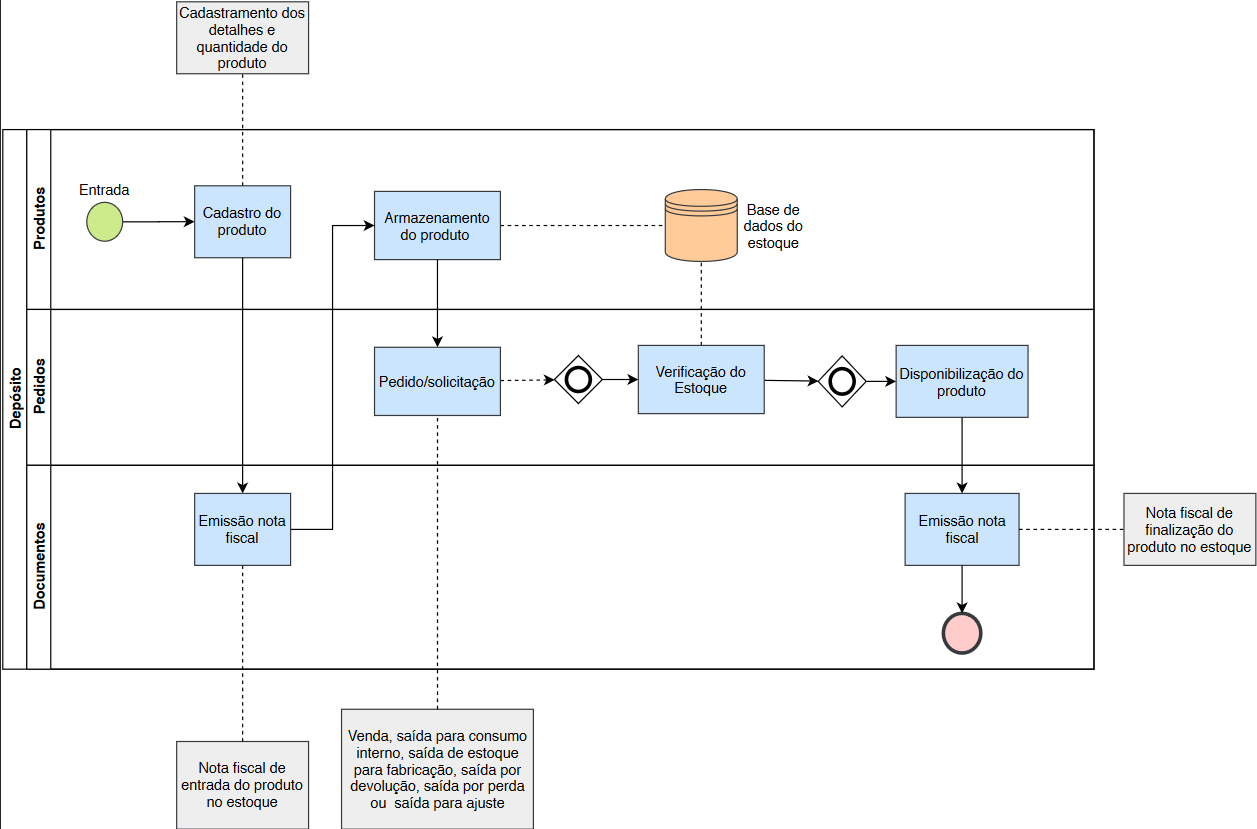 Cadastramento dos
detalhes e
quantidade do
produto
Depósito
Produtos
Entrada
Cadastro do
produto
Armazenamento
do produto
Base de
dados do
estoque
Pedidos
Pedido/solicitação
Verificação do
Estoque
Disponibilização do
produto
Documentos
Emissão nota
fiscal
Emissão nota
fiscal
Nota fiscal de
finalização do
produto no estoque
Nota fiscal de
entrada do produto
no estoque
Venda, saída para consumo
interno, saída de estoque
para fabricação, saída por
devolução, saída por perda
ou saída para ajuste